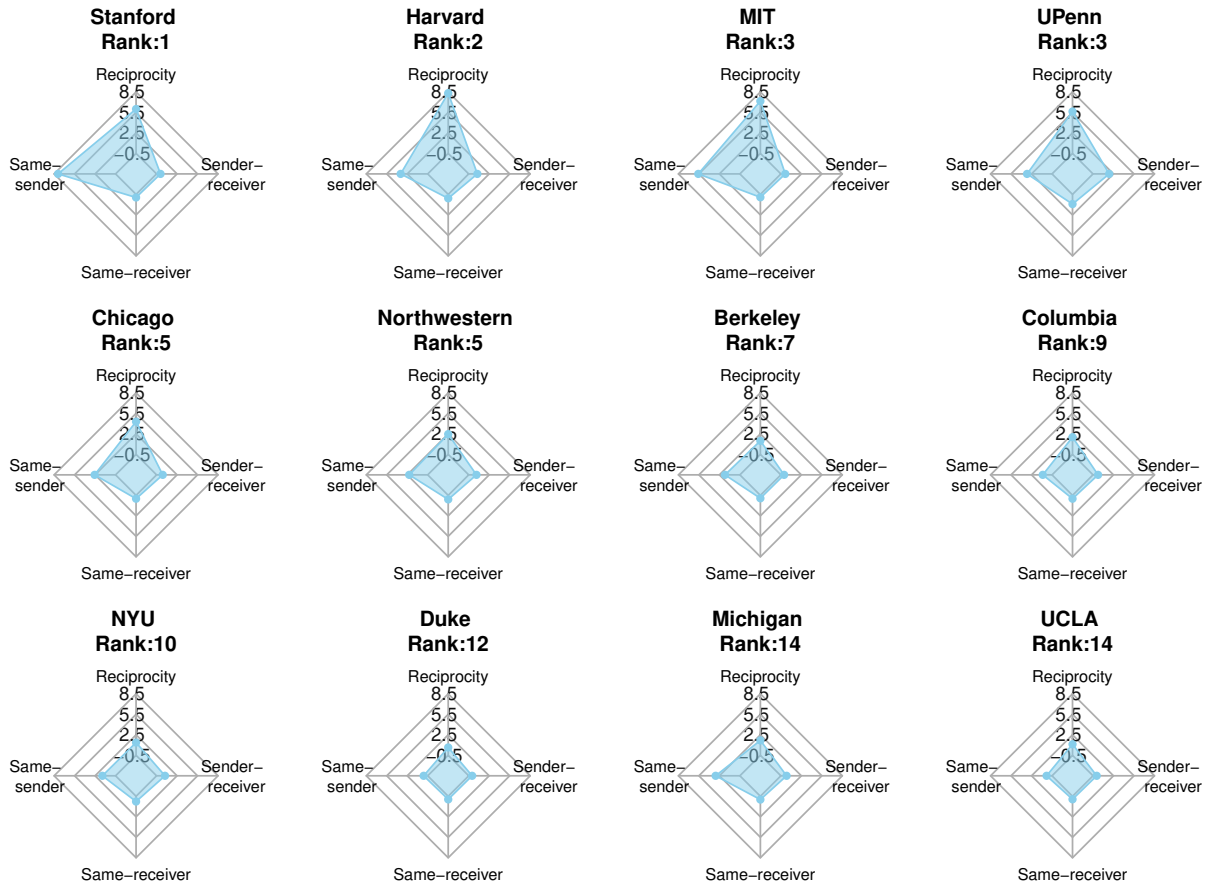 Stanford
Rank:1
Reciprocity
8.5
5.5
2.5
−0.5
Same−
sender
Sender−
receiver
Same−receiver
Harvard
Rank:2
Reciprocity
8.5
5.5
2.5
−0.5
Same−
sender
Sender−
receiver
Same−receiver
MIT
Rank:3
Reciprocity
8.5
5.5
2.5
−0.5
Same−
sender
Sender−
receiver
Same−receiver
UPenn
Rank:3
Reciprocity
8.5
5.5
2.5
−0.5
Same−
sender
Sender−
receiver
Same−receiver
Chicago
Rank:5
Reciprocity
8.5
5.5
2.5
−0.5
Same−
sender
Sender−
receiver
Same−receiver
Northwestern
Rank:5
Reciprocity
8.5
5.5
2.5
−0.5
Same−
sender
Sender−
receiver
Same−receiver
Berkeley
Rank:7
Reciprocity
8.5
5.5
2.5
−0.5
Same−
sender
Sender−
receiver
Same−receiver
Columbia
Rank:9
Reciprocity
8.5
5.5
2.5
−0.5
Same−
sender
Sender−
receiver
Same−receiver
NYU
Rank:10
Reciprocity
8.5
5.5
2.5
−0.5
Same−
sender
Sender−
receiver
Same−receiver
Duke
Rank:12
Reciprocity
8.5
5.5
2.5
−0.5
Same−
sender
Sender−
receiver
Same−receiver
Michigan
Rank:14
Reciprocity
8.5
5.5
2.5
−0.5
Same−
sender
Sender−
receiver
Same−receiver
UCLA
Rank:14
Reciprocity
8.5
5.5
2.5
−0.5
Same−
sender
Sender−
receiver
Same−receiver